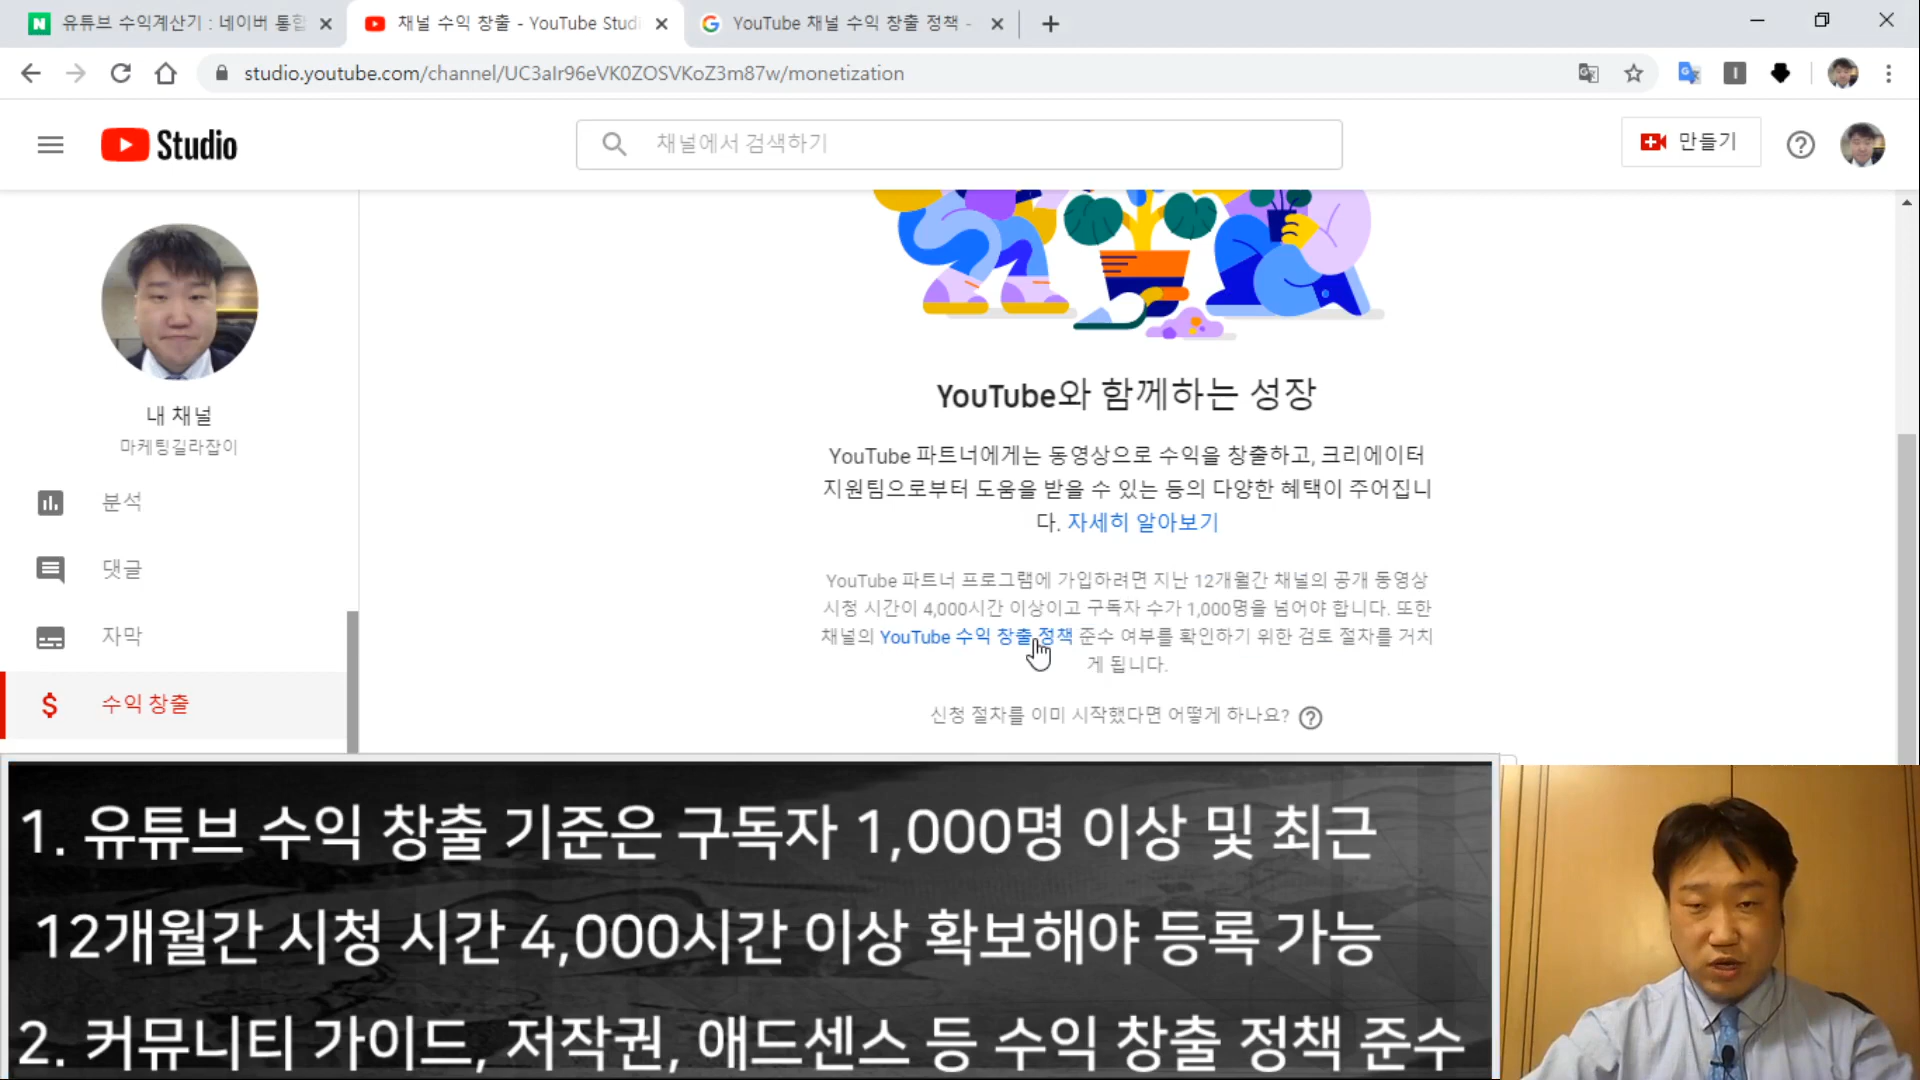 유튜브 수익계산기 : 네이버 통합
채널 수익 창출 - YouTube Studi
YouTube 채널 수익 창출 정책 -
studio.youtube.com/channel/UC3aIr96eVK0ZOSVKoZ3m87w/monetization
Studio
채널에서 검색하기
만들기
내 채널
마케팅길라잡이
분석
댓글
자막
수익 창출
YouTube와 함께하는 성장
YouTube 파트너에게는 동영상으로 수익을 창출하고, 크리에이터
지원팀으로부터 도움을 받을 수 있는 등의 다양한 혜택이 주어집니
다. 자세히 알아보기
YouTube 파트너 프로그램에 가입하려면 지난 12개월간 채널의 공개 동영상
시청 시간이 4,000시간 이상이고 구독자 수가 1,000명을 넘어야 합니다. 또한
채널의 YouTube 수익 창출 정책 준수 여부를 확인하기 위한 검토 절차를 거치
게 됩니다.
신청 절차를 이미 시작했다면 어떻게 하나요?
1. 유튜브 수익 창출 기준은 구독자 1,000명 이상 및 최근
12개월간 시청 시간 4,000시간 이상 확보해야 등록 가능
2. 커뮤니티 가이드, 저작권, 애드센스 등 수익 창출 정책 준수